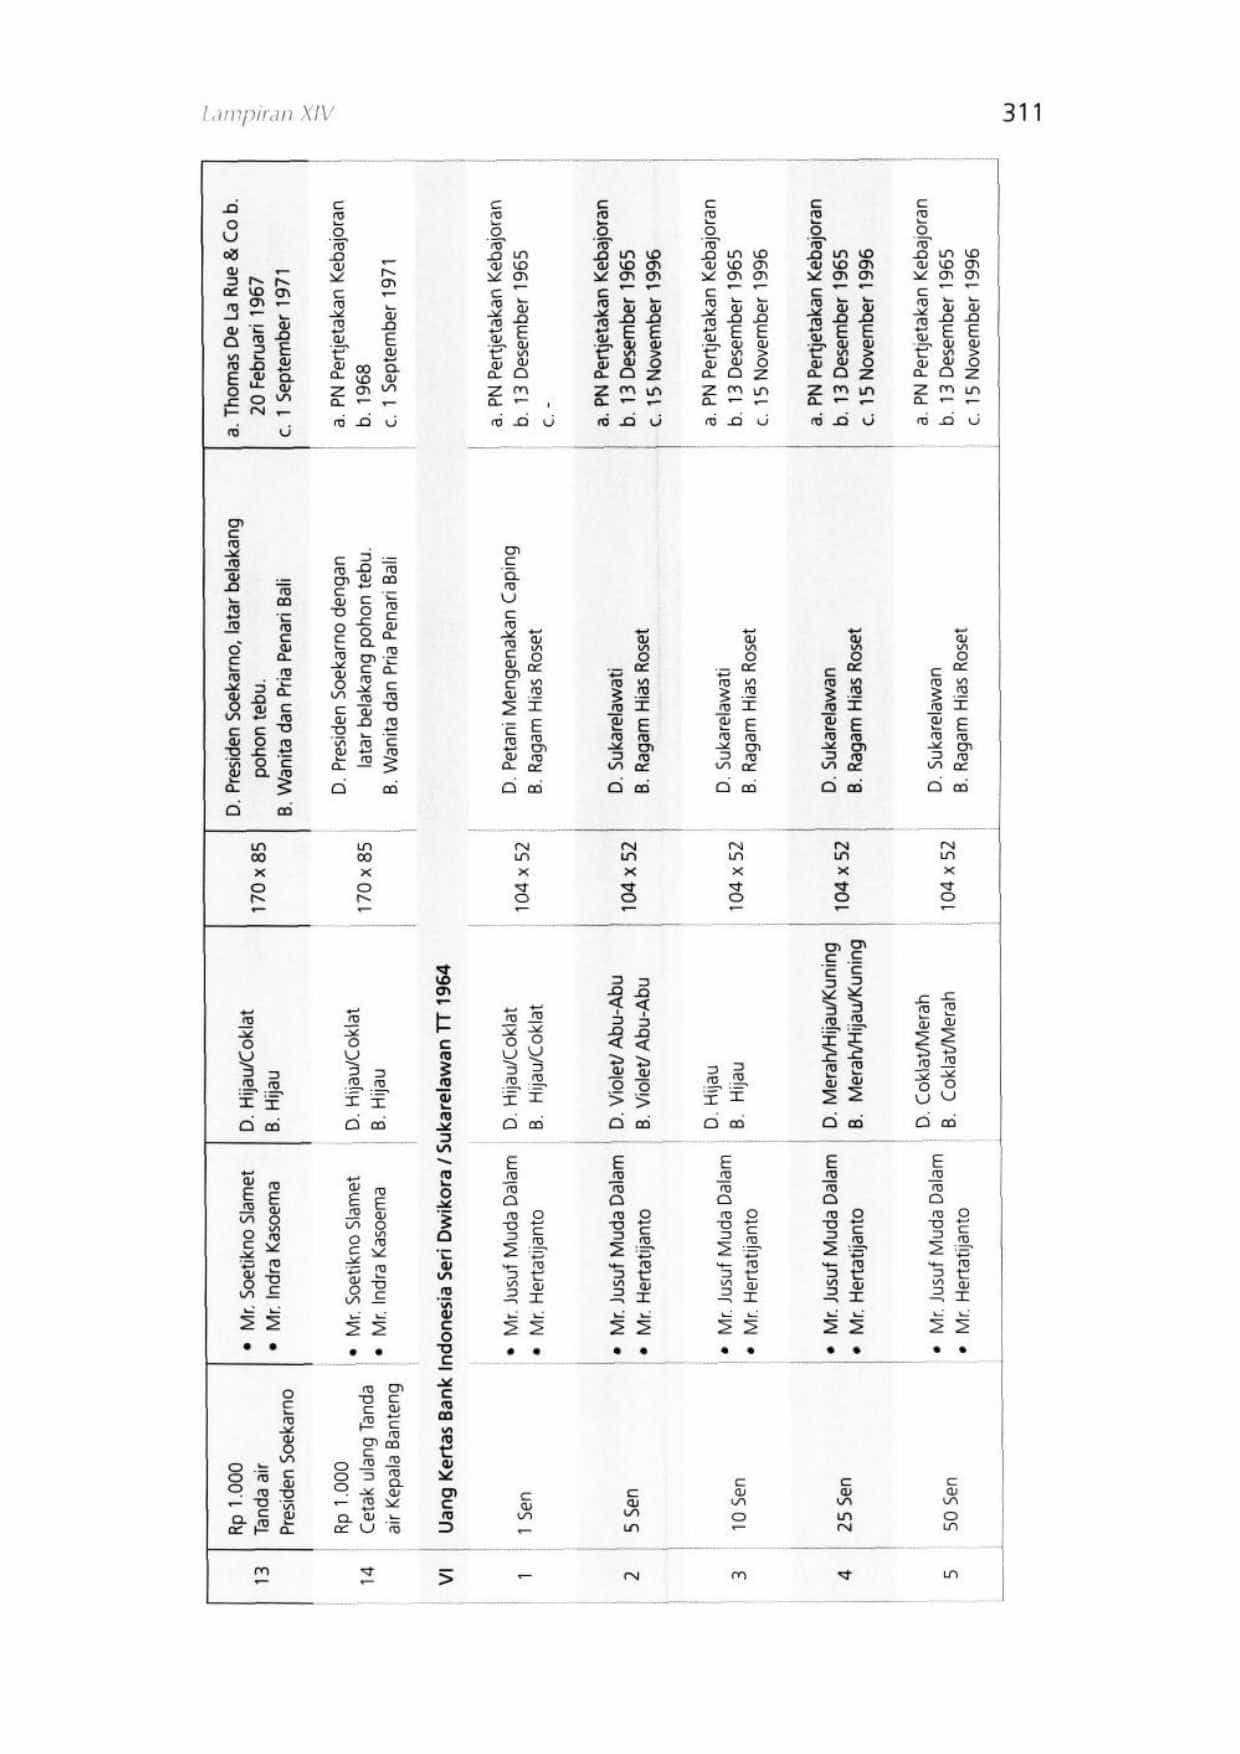 Lampiran XIV
311
13
Rp 1.000
Tanda air
Presiden Soekarno
• Mr. Soetikno Slamet
• Mr. Indra Kasoema
D. Hijau/Coklat
B. Hijau
170 x 85
D. Presiden Soekarno, latar belakang
pohon tebu.
B. Wanita dan Pria Penari Bali
a. Thomas De La Rue & Co b.
20 Februari 1967
c. 1 September 1971
14
Rp 1.000
Cetak ulang Tanda
air Kepala Banteng
• Mr. Soetikno Slamet
• Mr. Indra Kasoema
D. Hijau/Coklat
B. Hijau
170 x 85
D. Presiden Soekarno dengan
latar belakang pohon tebu.
B. Wanita dan Pria Penari Bali
a. PN Pertjetakan Kebajoran
b. 1968
c. 1 September 1971
VI
Uang Kertas Bank Indonesia Seri Dwikora / Sukarelawan TT 1964
1
1 Sen
• Mr. Jusuf Muda Dalam
• Mr. Hertatijanto
D. Hijau/Coklat
B. Hijau/Coklat
104 x 52
D. Petani Mengenakan Caping
B. Ragam Hias Roset
a. PN Pertjetakan Kebajoran
b. 13 Desember 1965
c. -
2
5 Sen
• Mr. Jusuf Muda Dalam
• Mr. Hertatijanto
D. Violet/ Abu-Abu
B. Violet/ Abu-Abu
104 x 52
D. Sukarelawati
B. Ragam Hias Roset
a. PN Pertjetakan Kebajoran
b. 13 Desember 1965
c. 15 November 1996
3
10 Sen
• Mr. Jusuf Muda Dalam
• Mr. Hertatijanto
D. Hijau
B. Hijau
104 x 52
D. Sukarelawati
B. Ragam Hias Roset
a. PN Pertjetakan Kebajoran
b. 13 Desember 1965
c. 15 November 1996
4
25 Sen
• Mr. Jusuf Muda Dalam
• Mr. Hertatijanto
D. Merah/Hijau/Kuning
B. Merah/Hijau/Kuning
104 x 52
D. Sukarelawan
B. Ragam Hias Roset
a. PN Pertjetakan Kebajoran
b. 13 Desember 1965
c. 15 November 1996
5
50 Sen
• Mr. Jusuf Muda Dalam
• Mr. Hertatijanto
D. Coklat/Merah
B. Coklat/Merah
104 x 52
D. Sukarelawan
B. Ragam Hias Roset
a. PN Pertjetakan Kebajoran
b. 13 Desember 1965
c. 15 November 1996